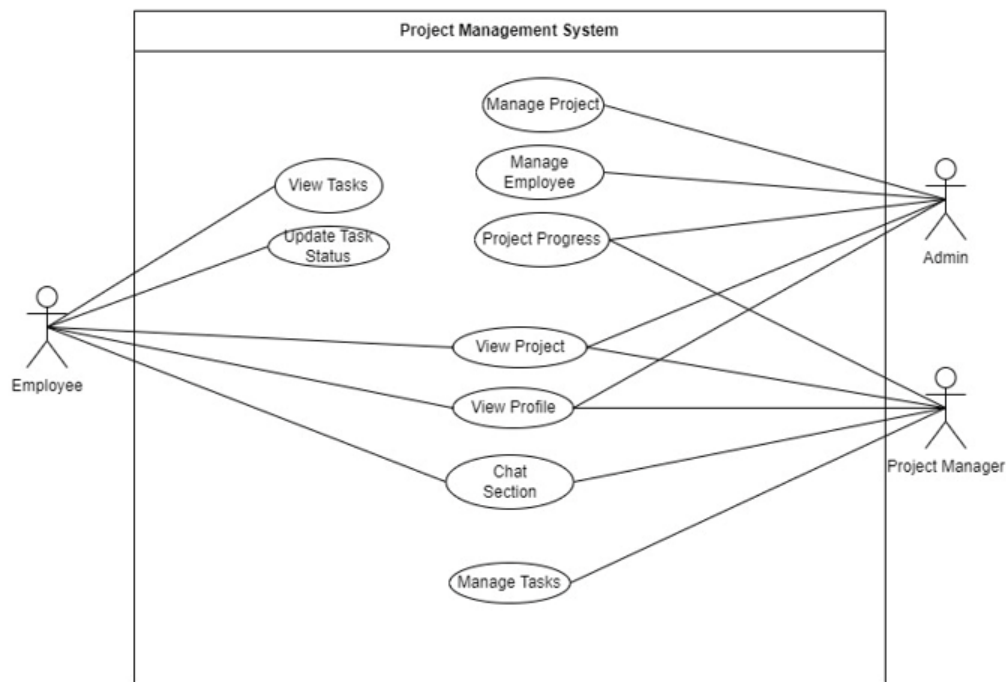 Project Management System
Manage Project
Manage
Employee
View Tasks
Update Task
Status
Project Progress
Admin
View Project
Employee
View Profile
Project Manager
Chat
Section
Manage Tasks